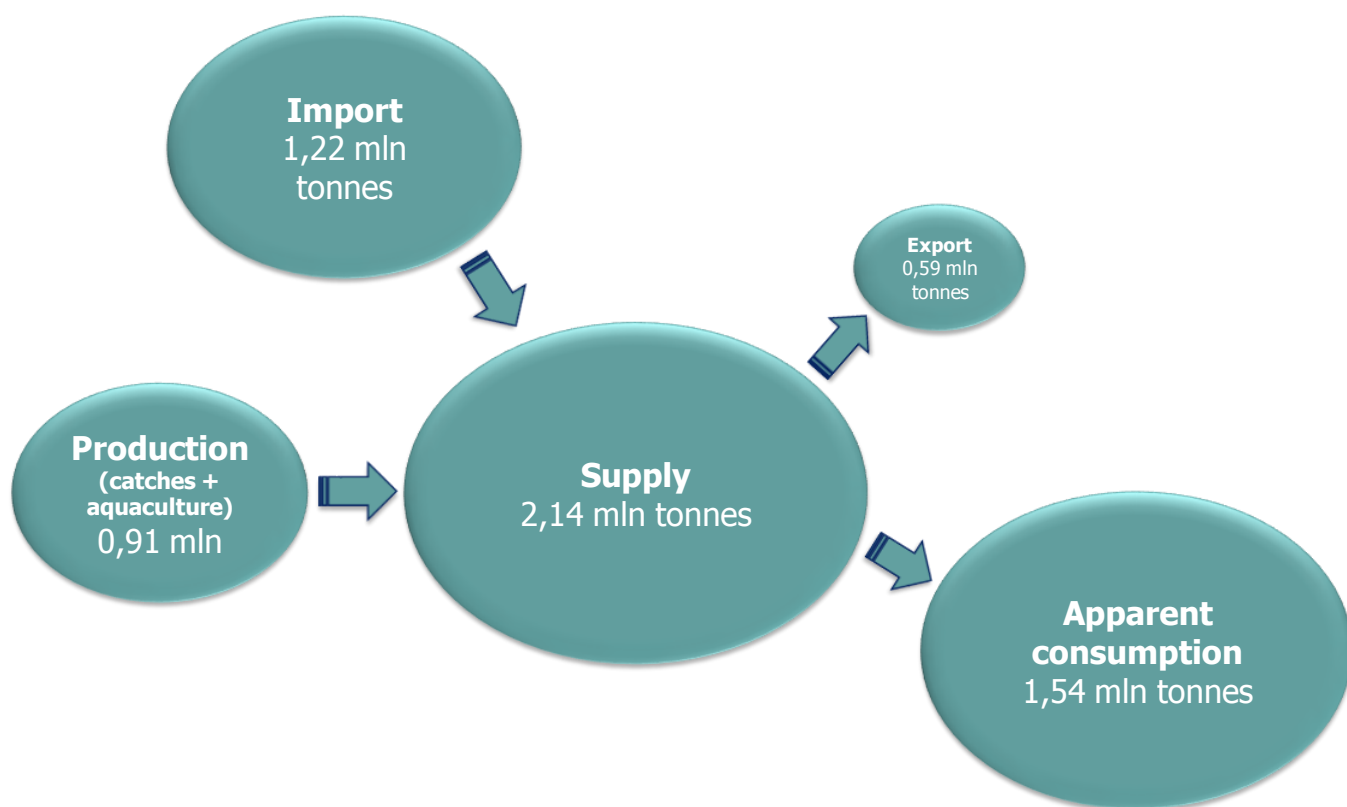 Import
1,22 mln
tonnes
Export
0,59 mln
tonnes
Production
(catches +
aquaculture)
0,91 mln
Supply
2,14 mln tonnes
Apparent
consumption
1,54 mln tonnes